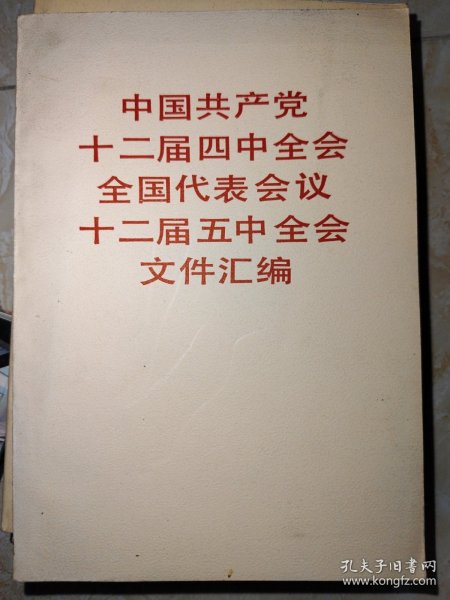 中国共产党
十二届四中全会
全国代表会议
十二届五中全会
文件汇编
孔夫子旧书网
www.kongfz.com